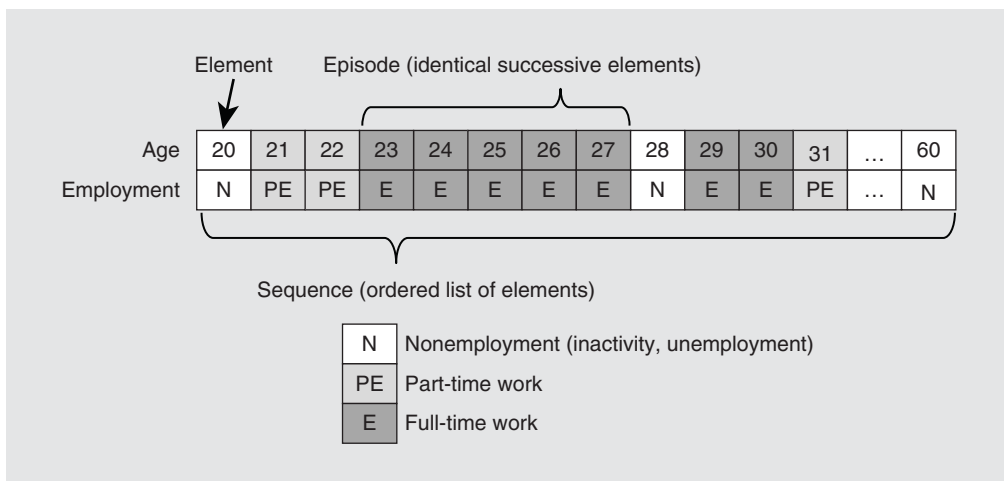 Element Episode (identical successive elements)
Age 20 21 22 23 24 25 26 27 28 29 30 31 ... 60
Employment N PE PE E E E E E N E E PE ... N
Sequence (ordered list of elements)
N Nonemployment (inactivity, unemployment)
PE Part-time work
E Full-time work